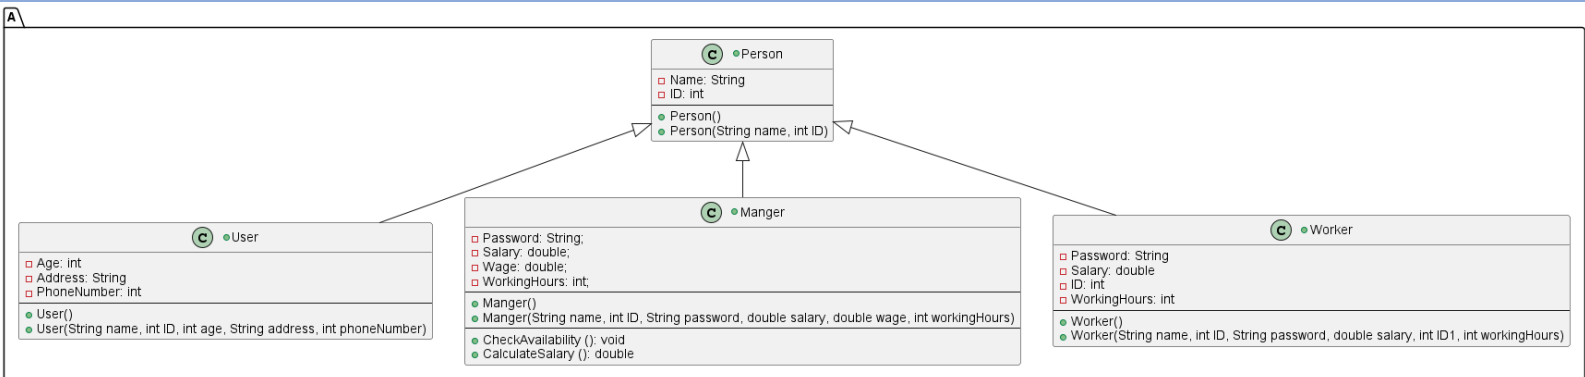 A
C Person
Name: String
ID: int
Person()
Person(String name, int ID)
C User
Age: int
Address: String
PhoneNumber: int
User()
User(String name, int ID, int age, String address, int phoneNumber)
C Manger
Password: String;
Salary: double;
Wage: double;
WorkingHours: int;
Manger()
Manger(String name, int ID, String password, double salary, double wage, int workingHours)
CheckAvailability (): void
CalculateSalary (): double
C Worker
Password: String
Salary: double
ID: int
WorkingHours: int
Worker()
Worker(String name, int ID, String password, double salary, int ID1, int workingHours)